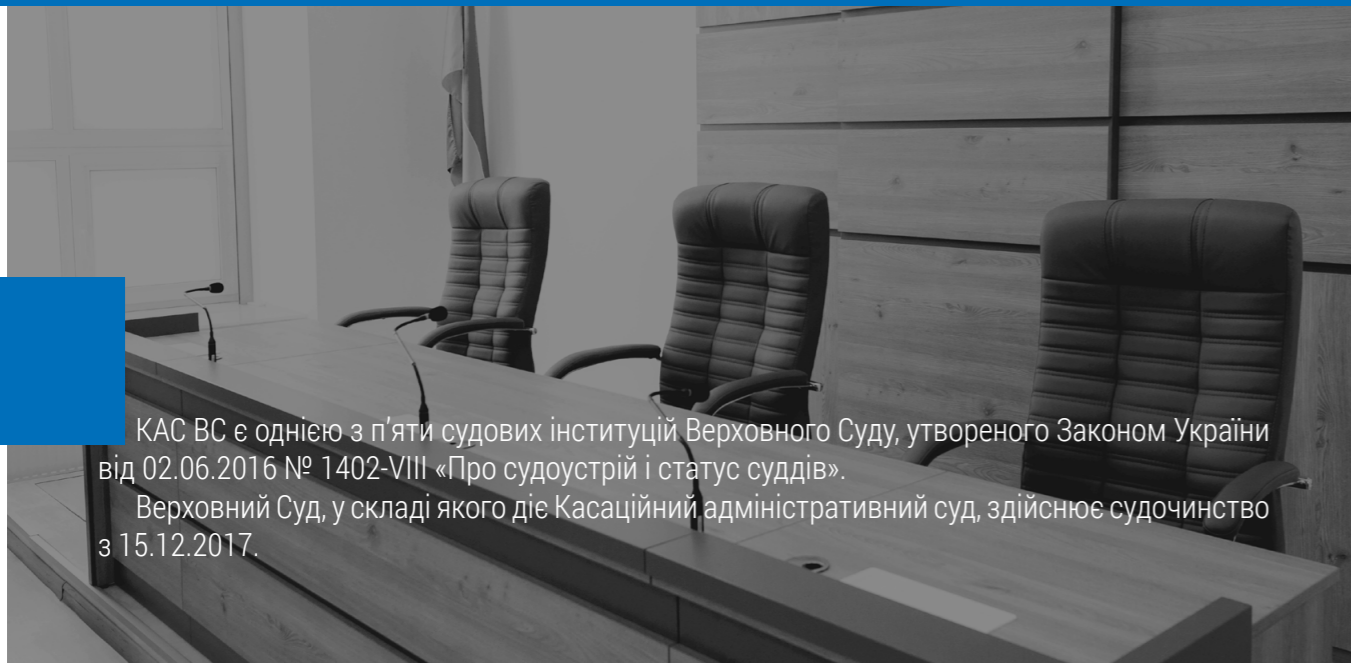 КАС ВС є однією з п’яти судових інституцій Верховного Суду, утвореного Законом України
від 02.06.2016 № 1402-VIII «Про судоустрій і статус суддів».
Верховний Суд, у складі якого діє Касаційний адміністративний суд, здійснює судочинство
з 15.12.2017.